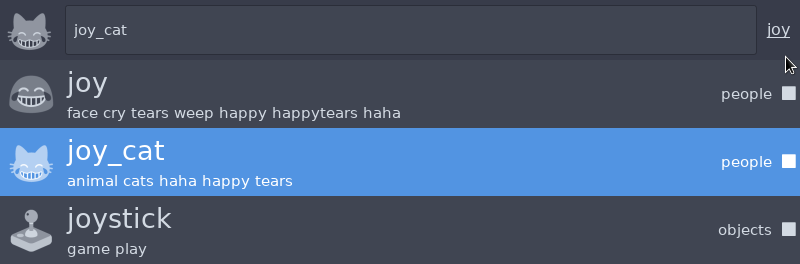 joy_cat joy
joy
face cry tears weep happy happytears haha
people
joy_cat
animal cats haha happy tears
people
joystick
game play
objects